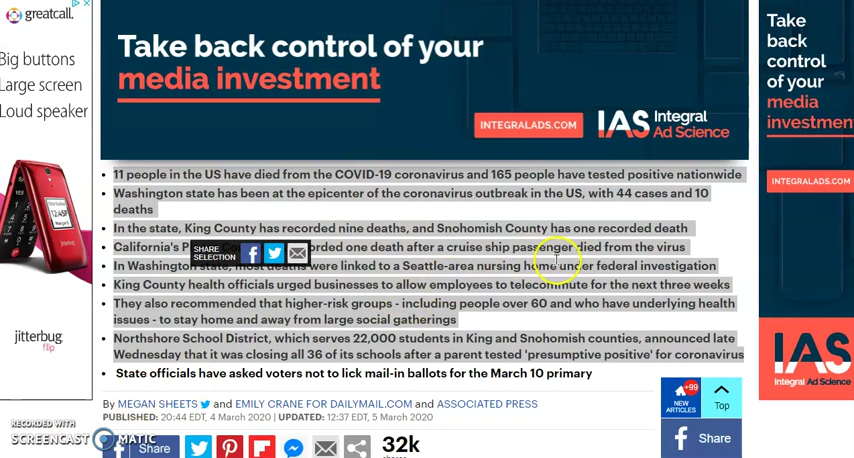 greatcall.
Big buttons
Large screen
Loud speaker
jitterbug
flip
Take back control of your
media investment
INTEGRALADS.COM
IAS Integral
Ad Science
Take
back
control
of your
media
investment
INTEGRALADS.COM
IAS
Integral Ad Science
• 11 people in the US have died from the COVID-19 coronavirus and 165 people have tested positive nationwide
• Washington state has been at the epicenter of the coronavirus outbreak in the US, with 44 cases and 10
deaths
• In the state, King County has recorded nine deaths, and Snohomish County has one recorded death
• California's P
orded one death after a cruise ship passenger died from the virus
SHARE
SELECTION
• In Washington state, most deaths were linked to a Seattle-area nursing home under federal investigation
• King County health officials urged businesses to allow employees to telecommute for the next three weeks
• They also recommended that higher-risk groups - including people over 60 and who have underlying health
issues - to stay home and away from large social gatherings
• Northshore School District, which serves 22,000 students in King and Snohomish counties, announced late
Wednesday that it was closing all 36 of its schools after a parent tested 'presumptive positive' for coronavirus
• State officials have asked voters not to lick mail-in ballots for the March 10 primary
By MEGAN SHEETS and EMILY CRANE FOR DAILYMAIL.COM and ASSOCIATED PRESS
PUBLISHED: 20:44 EDT, 4 March 2020 | UPDATED: 12:37 EDT, 5 March 2020
+99
NEW
ARTICLES
Top
Share
Share
32k
shares
RECORDED WITH
SCREENCAST MATIC